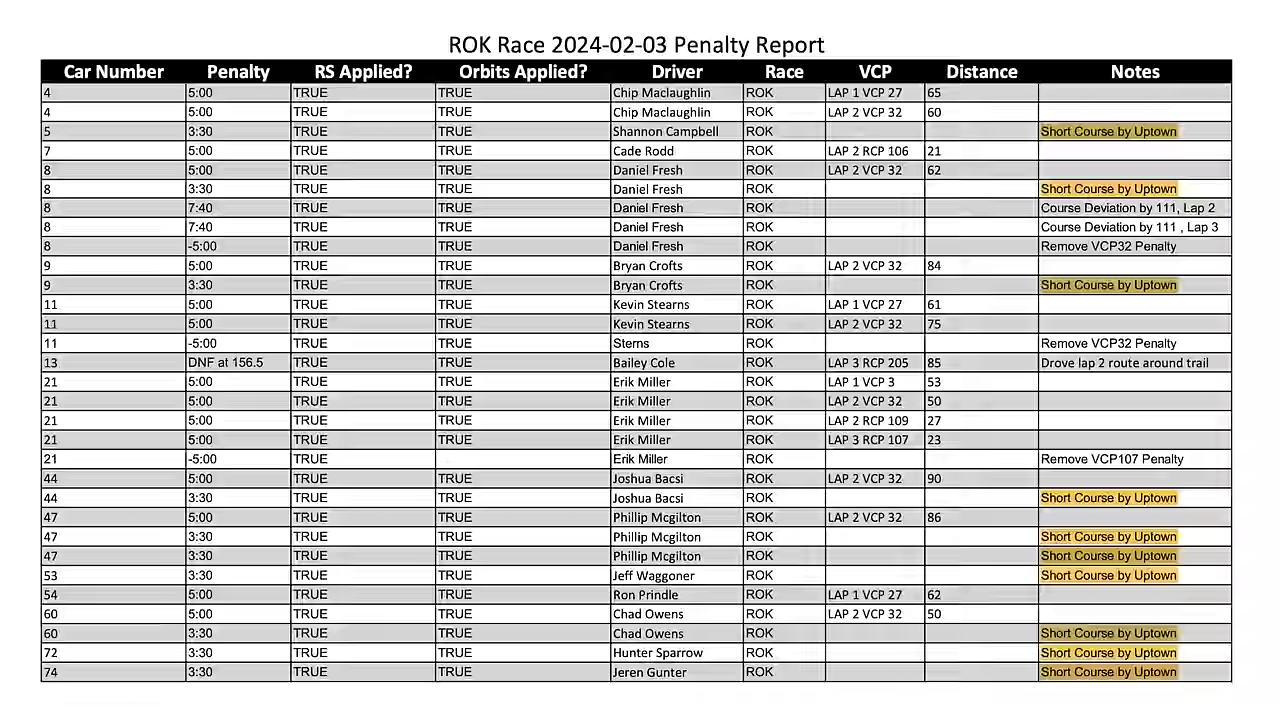 ROK Race 2024-02-03 Penalty Report
Car Number Penalty RS Applied? Orbits Applied? Driver Race VCP Distance Notes
4 5:00 TRUE TRUE Chip Maclaughlin ROK LAP 1 VCP 27 65
4 5:00 TRUE TRUE Chip Maclaughlin ROK LAP 2 VCP 32 60
5 3:30 TRUE TRUE Shannon Campbell ROK Short Course by Uptown
7 5:00 TRUE TRUE Cade Rodd ROK LAP 2 RCP 106 21
8 5:00 TRUE TRUE Daniel Fresh ROK LAP 2 VCP 32 62
8 3:30 TRUE TRUE Daniel Fresh ROK Short Course by Uptown
8 7:40 TRUE TRUE Daniel Fresh ROK Course Deviation by 111, Lap 2
8 7:40 TRUE TRUE Daniel Fresh ROK Course Deviation by 111 , Lap 3
8 -5:00 TRUE TRUE Daniel Fresh ROK Remove VCP32 Penalty
9 5:00 TRUE TRUE Bryan Crofts ROK LAP 2 VCP 32 84
9 3:30 TRUE TRUE Bryan Crofts ROK Short Course by Uptown
11 5:00 TRUE TRUE Kevin Stearns ROK LAP 1 VCP 27 61
11 5:00 TRUE TRUE Kevin Stearns ROK LAP 2 VCP 32 75
11 -5:00 TRUE TRUE Sterns ROK Remove VCP32 Penalty
13 DNF at 156.5 TRUE TRUE Bailey Cole ROK LAP 3 RCP 205 85 Drove lap 2 route around trail
21 5:00 TRUE TRUE Erik Miller ROK LAP 1 VCP 3 53
21 5:00 TRUE TRUE Erik Miller ROK LAP 2 VCP 32 50
21 5:00 TRUE TRUE Erik Miller ROK LAP 2 RCP 109 27
21 5:00 TRUE TRUE Erik Miller ROK LAP 3 RCP 107 23
21 -5:00 TRUE Erik Miller ROK Remove VCP107 Penalty
44 5:00 TRUE TRUE Joshua Bacsi ROK LAP 2 VCP 32 90
44 3:30 TRUE TRUE Joshua Bacsi ROK Short Course by Uptown
47 5:00 TRUE TRUE Phillip Mcgilton ROK LAP 2 VCP 32 86
47 3:30 TRUE TRUE Phillip Mcgilton ROK Short Course by Uptown
47 3:30 TRUE TRUE Phillip Mcgilton ROK Short Course by Uptown
53 3:30 TRUE TRUE Jeff Waggoner ROK Short Course by Uptown
54 5:00 TRUE TRUE Ron Prindle ROK LAP 1 VCP 27 62
60 5:00 TRUE TRUE Chad Owens ROK LAP 2 VCP 32 50
60 3:30 TRUE TRUE Chad Owens ROK Short Course by Uptown
72 3:30 TRUE TRUE Hunter Sparrow ROK Short Course by Uptown
74 3:30 TRUE TRUE Jeren Gunter ROK Short Course by Uptown